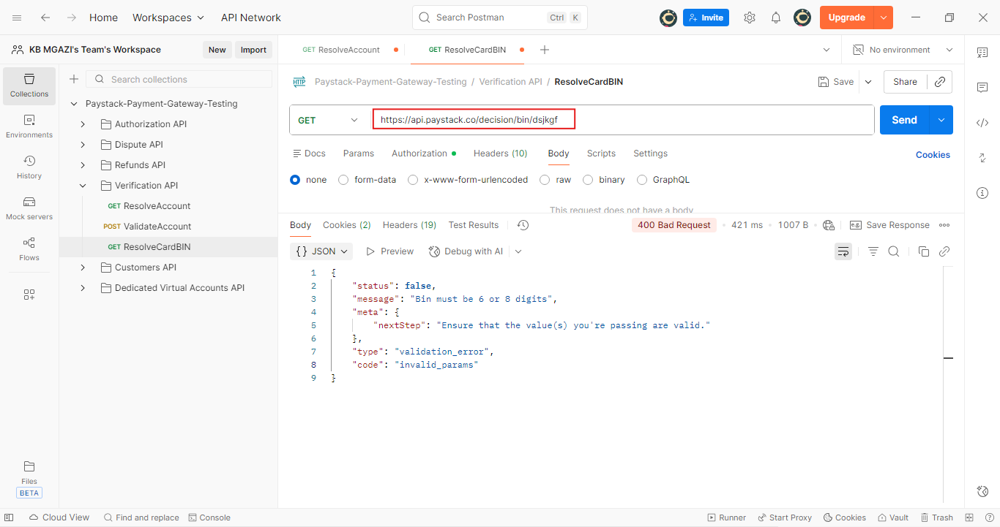 Home Workspaces API Network Search Postman Ctrl K Invite Upgrade
KB MGAZI's Team's Workspace New Import GET ResolveAccount GET ResolveCardBIN No environment
Search collections
Paystack-Payment-Gateway-Testing / Verification API / ResolveCardBIN Save Share
Collections
Environments
History
Mock servers
Flows
Files
BETA
Paystack-Payment-Gateway-Testing
Authorization API
Dispute API
Refunds API
Verification API
GET ResolveAccount
POST ValidateAccount
GET ResolveCardBIN
Customers API
Dedicated Virtual Accounts API
HTTP
GET https://api.paystack.co/decision/bin/dsjkgf Send
Docs Params Authorization Headers (10) Body Scripts Settings Cookies
none form-data x-www-form-urlencoded raw binary GraphQL
This request does not have a body
Body Cookies (2) Headers (19) Test Results 400 Bad Request 421 ms 1007 B e.g. Save Response
{} JSON Preview Debug with AI
1 {
2 "status": false,
3 "message": "Bin must be 6 or 8 digits",
4 "meta": {
5 "nextStep": "Ensure that the value(s) you're passing are valid."
6 },
7 "type": "validation_error",
8 "code": "invalid_params"
9 }
Cloud View Find and replace Console Runner Start Proxy Cookies Vault Trash